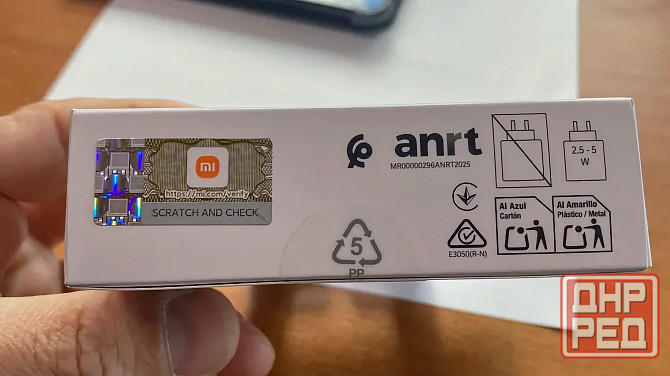 mi
https://mi.com/verify
SCRATCH AND CHECK
5
PP
anrt
MR00000296ANRT2025
2.5 - 5
W
E3050(R-N)
Al Azul
Cartón
Al Amarillo
Plástico / Metal
ДНР
РЕД